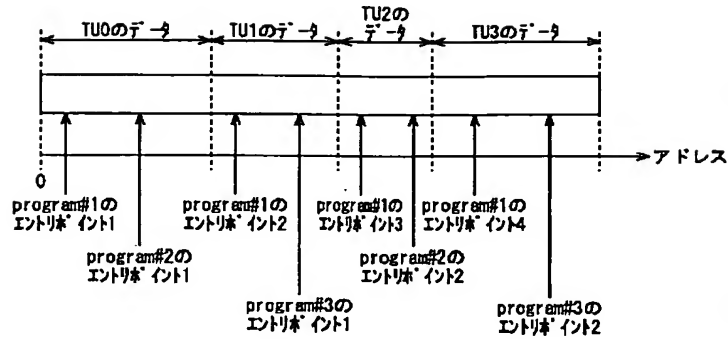 TU0のデータ
TU1のデータ
TU2の
データ
TU3のデータ
アドレス
0
program#1の
エントリポイント1
program#1の
エントリポイント2
program#1の
エントリポイント3
program#1の
エントリポイント4
program#2の
エントリポイント1
program#2の
エントリポイント2
program#3の
エントリポイント1
program#3の
エントリポイント2